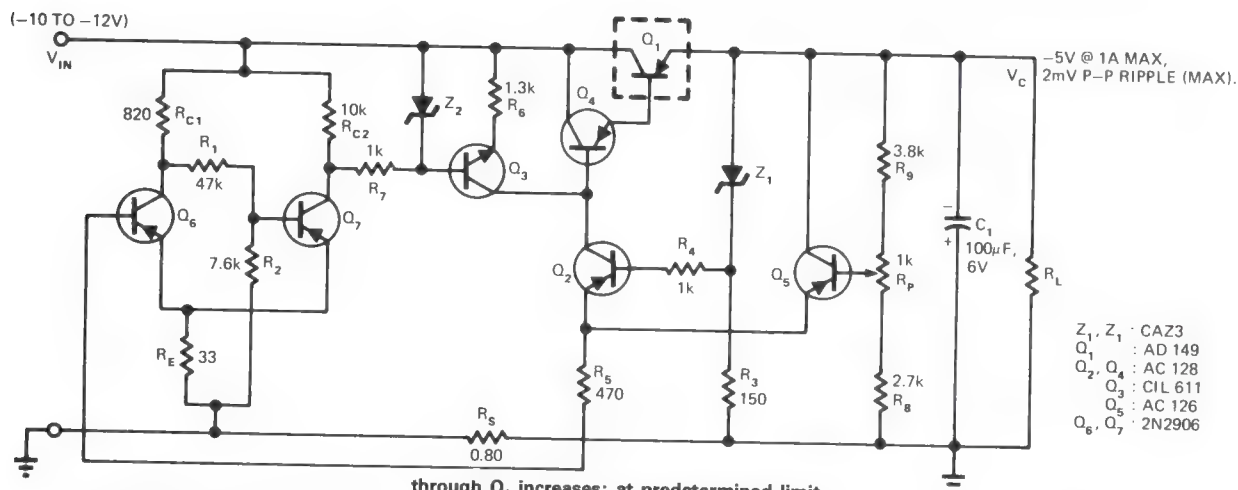 (−10 TO −12V)
V_IN
820
R_C1
R_1
47k
10k
R_C2
1k
R_7
Z_2
1.3k
R_6
Q_1
Q_4
Q_3
Q_6
Q_7
7.6k
R_2
R_E
33
Q_2
R_4
1k
Z_1
Q_5
3.8k
R_9
1k
R_P
2.7k
R_8
R_5
470
R_3
150
R_S
0.80
V_C
−5V @ 1A MAX,
2mV P–P RIPPLE (MAX).
−
+
C_1
100μF,
6V
R_L
Z_1, Z_1 : CAZ3
Q_1 : AD 149
Q_2, Q_4 : AC 128
Q_3 : CIL 611
Q_5 : AC 126
Q_6, Q_7 : 2N2906